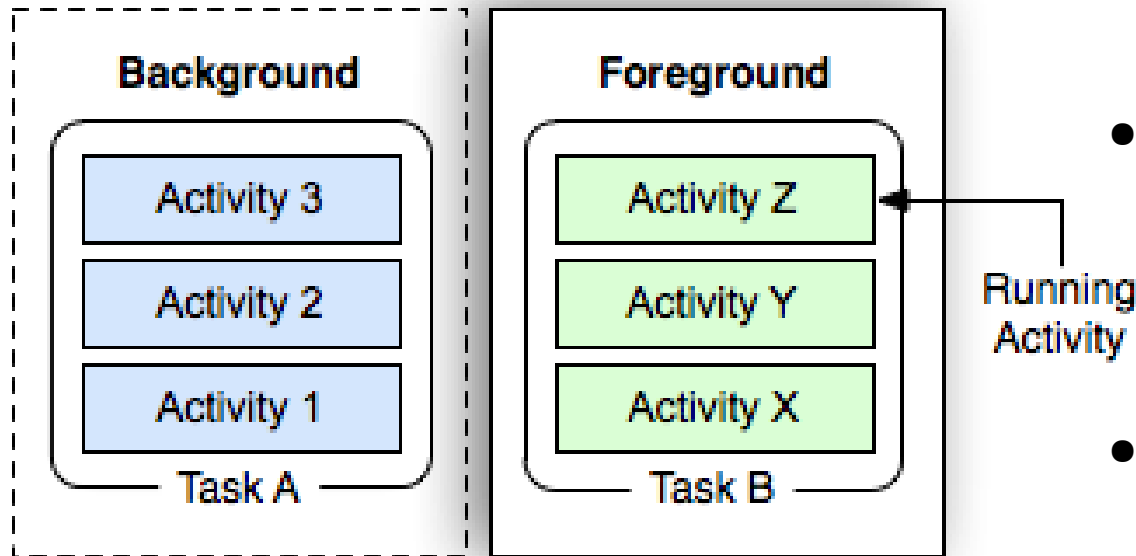 Background
Activity 3
Activity 2
Activity 1
Task A
Foreground
Activity Z
Activity Y
Activity X
Task B
Running
Activity
•
•